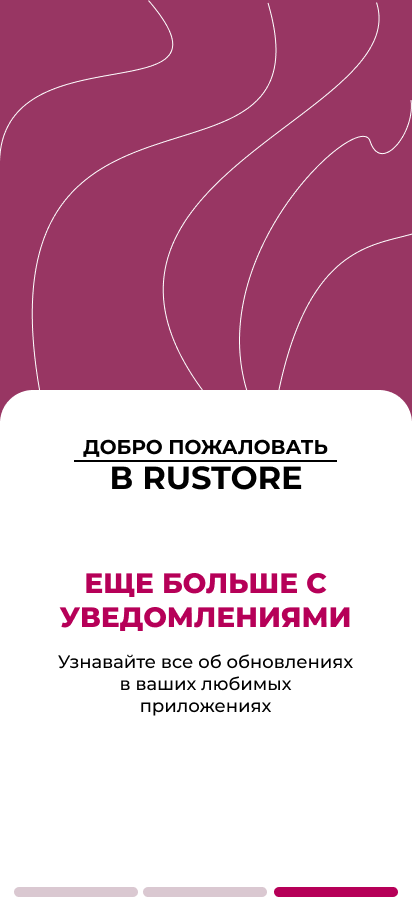 ДОБРО ПОЖАЛОВАТЬ
В RUSTORE
ЕЩЕ БОЛЬШЕ С
УВЕДОМЛЕНИЯМИ
Узнавайте все об обновлениях
в ваших любимых
приложениях